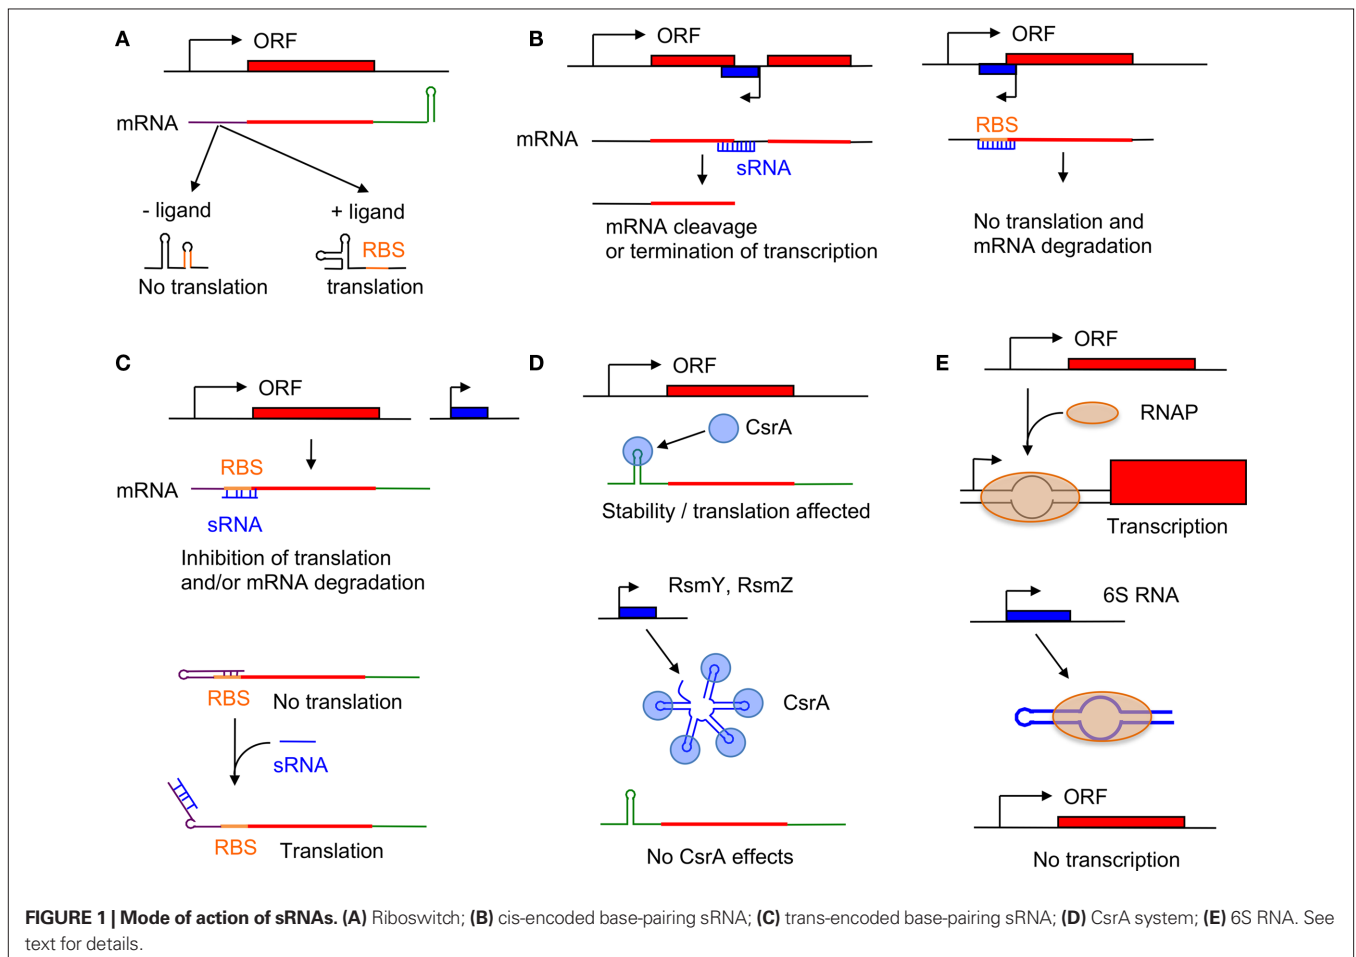 A
ORF
mRNA
- ligand
+ ligand
RBS
No translation
translation
B
ORF
ORF
mRNA
RBS
sRNA
mRNA cleavage
or termination of transcription
No translation and
mRNA degradation
C
ORF
RBS
mRNA
sRNA
Inhibition of translation
and/or mRNA degradation
RBS
No translation
sRNA
RBS
Translation
D
ORF
CsrA
Stability / translation affected
RsmY, RsmZ
CsrA
No CsrA effects
E
ORF
RNAP
Transcription
6S RNA
ORF
No transcription
FIGURE 1 | Mode of action of sRNAs. (A) Riboswitch; (B) cis-encoded base-pairing sRNA; (C) trans-encoded base-pairing sRNA; (D) CsrA system; (E) 6S RNA. See
text for details.